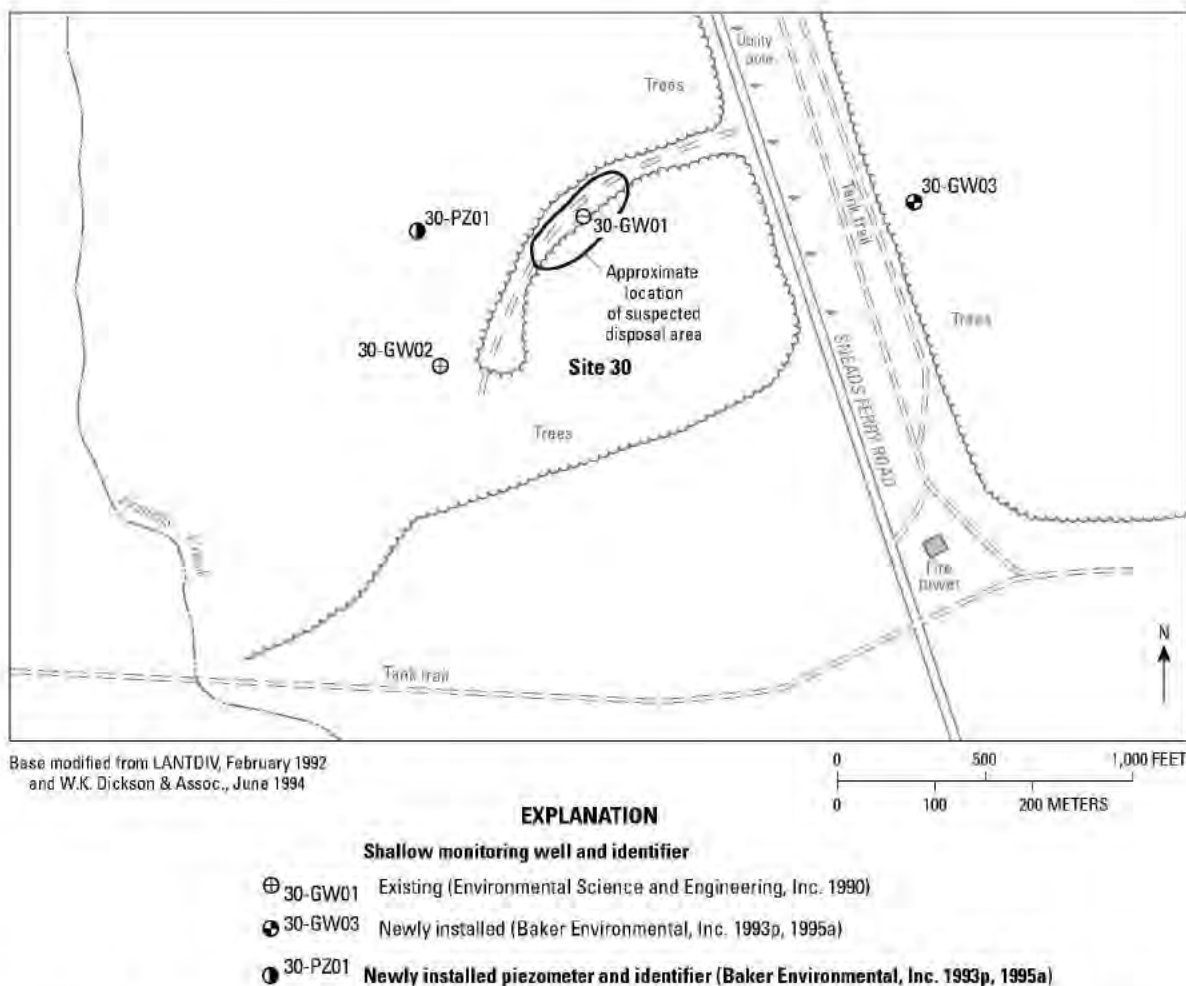 Utility
pole
Trees
30-GW03
30-PZ01
30-GW01
Tank trail
Approximate
location
of suspected
disposal area
Trees
30-GW02
Site 30
SNEADS FERRY ROAD
Trees
Fire
tower
N
Tank trail
Base modified from LANTDIV, February 1992
and W.K. Dickson & Assoc., June 1994
0 500 1,000 FEET
0 100 200 METERS
EXPLANATION
Shallow monitoring well and identifier
30-GW01 Existing (Environmental Science and Engineering, Inc. 1990)
30-GW03 Newly installed (Baker Environmental, Inc. 1993p, 1995a)
30-PZ01 Newly installed piezometer and identifier (Baker Environmental, Inc. 1993p, 1995a)